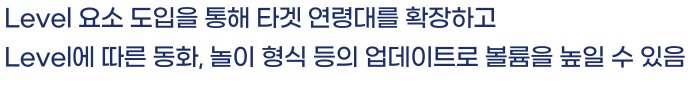 Level 요소 도입을 통해 타겟 연령대를 확장하고
Level에 따른 동화, 놀이 형식 등의 업데이트로 볼륨을 높일 수 있음